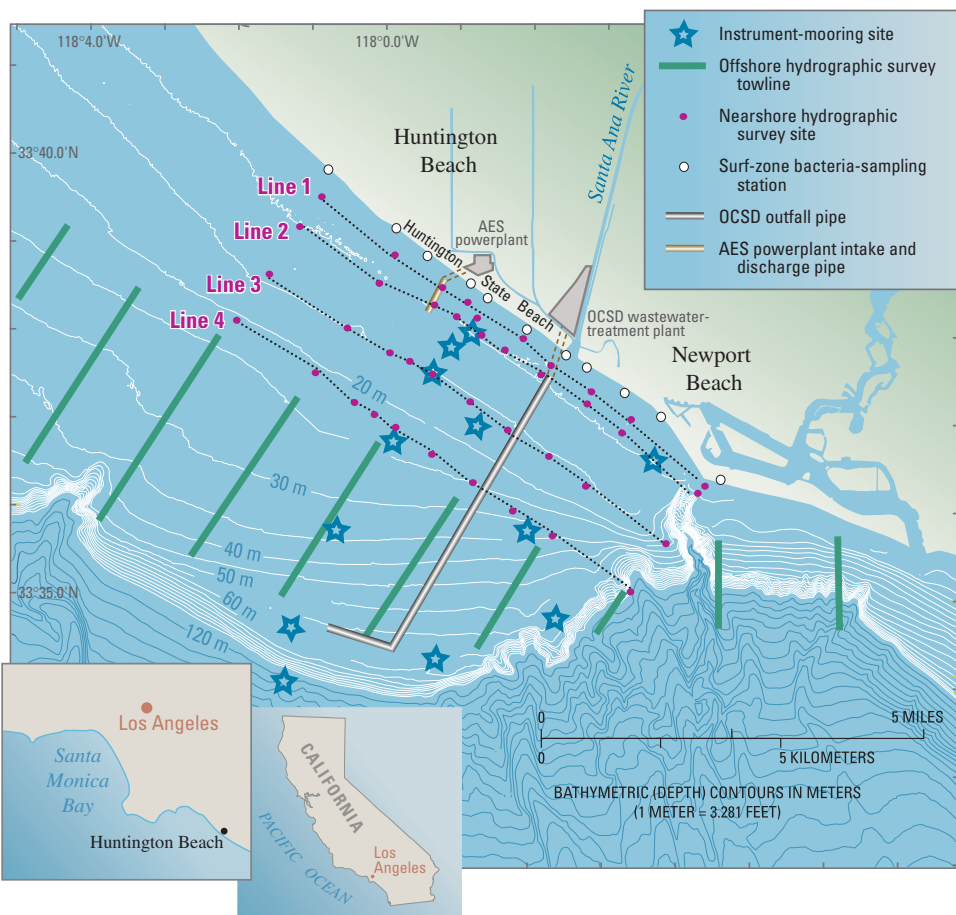 118°4.0'W
118°0.0'W
33°40.0'N
33°35.0'N
Instrument-mooring site
Offshore hydrographic survey
towline
Nearshore hydrographic
survey site
Surf-zone bacteria-sampling
station
OCSD outfall pipe
AES powerplant intake and
discharge pipe
Santa Ana River
Huntington
Beach
Line 1
Line 2
Line 3
Line 4
AES
powerplant
Huntington State Beach
OCSD wastewater-
treatment plant
Newport
Beach
20 m
30 m
40 m
50 m
60 m
120 m
0
5 MILES
0
5 KILOMETERS
BATHYMETRIC (DEPTH) CONTOURS IN METERS
(1 METER = 3.281 FEET)
Los Angeles
Santa
Monica
Bay
Huntington Beach
CALIFORNIA
PACIFIC OCEAN
Los
Angeles